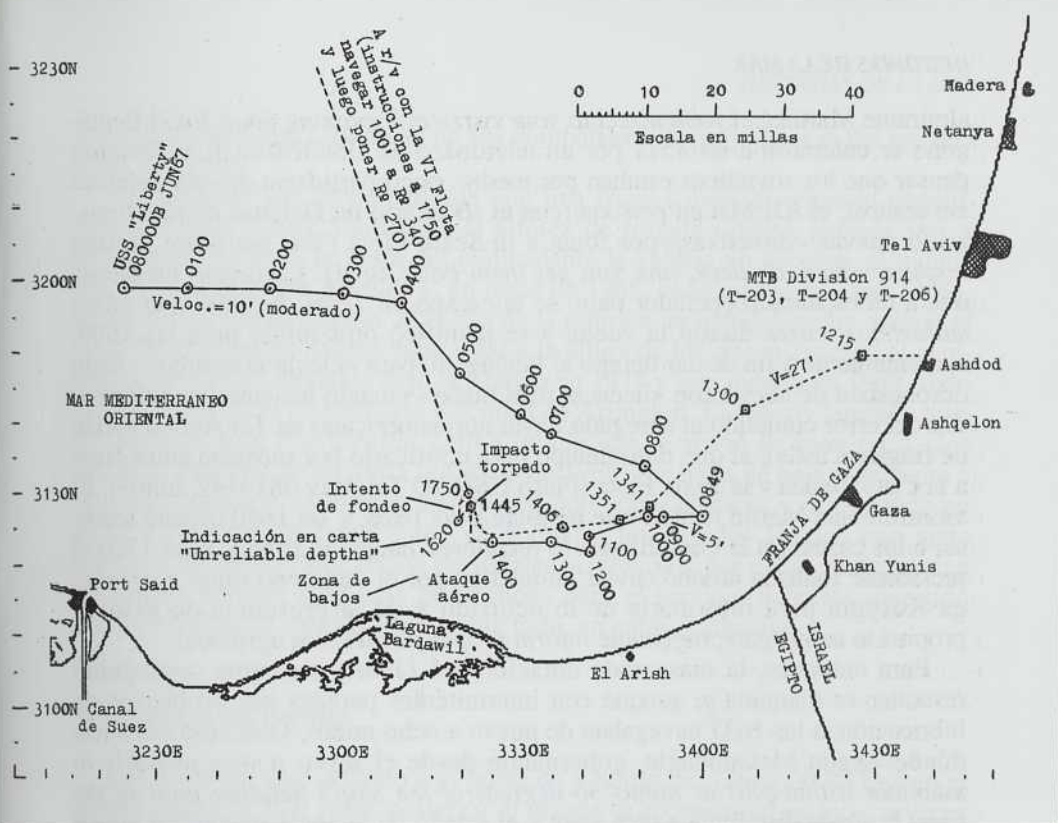 3230N
3200N
3130N
3100N
3230E
3300E
3330E
3400E
3430E
A r/v con la VI Flota
(instrucciones a 1750
navegar 100' a Rº 340
y luego poner Rº 270)
0 10 20 30 40
Escala en millas
Madera
Netanya
Tel Aviv
MTB Division 914
(T-203, T-204 y T-206)
USS "Liberty"
080000B JUN67
0100
0200
0300
0400
Veloc.=10'(moderado)
0500
0600
0700
0800
0849
1215
V=27'
1300
Ashdod
Ashqelon
MAR MEDITERRANEO
ORIENTAL
Impacto
torpedo
Intento
de fondeo
1750
1445
1406
1351
1341
Indicación en carta
"Unrliable depths"
1620
1400
1300
1200
1100
1000
0900
V=5'
Zona de
bajos
Ataque
aéreo
FRANJA DE GAZA
Gaza
Khan Yunis
Port Said
Laguna
Bardawil
El Arish
EGIPTO
ISRAEL
Canal
de Suez